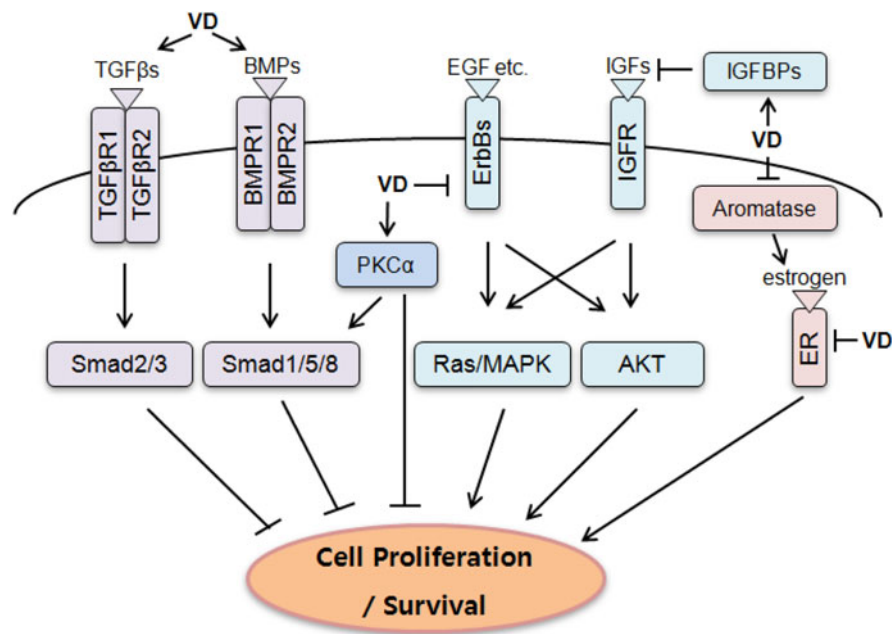 VD
TGFβs
BMPs
EGF etc.
IGFs
IGFBPs
TGFβR1
TGFβR2
BMPR1
BMPR2
ErbBs
IGFR
VD
VD
Aromatase
PKCα
estrogen
ER
VD
Smad2/3
Smad1/5/8
Ras/MAPK
AKT
Cell Proliferation
/ Survival